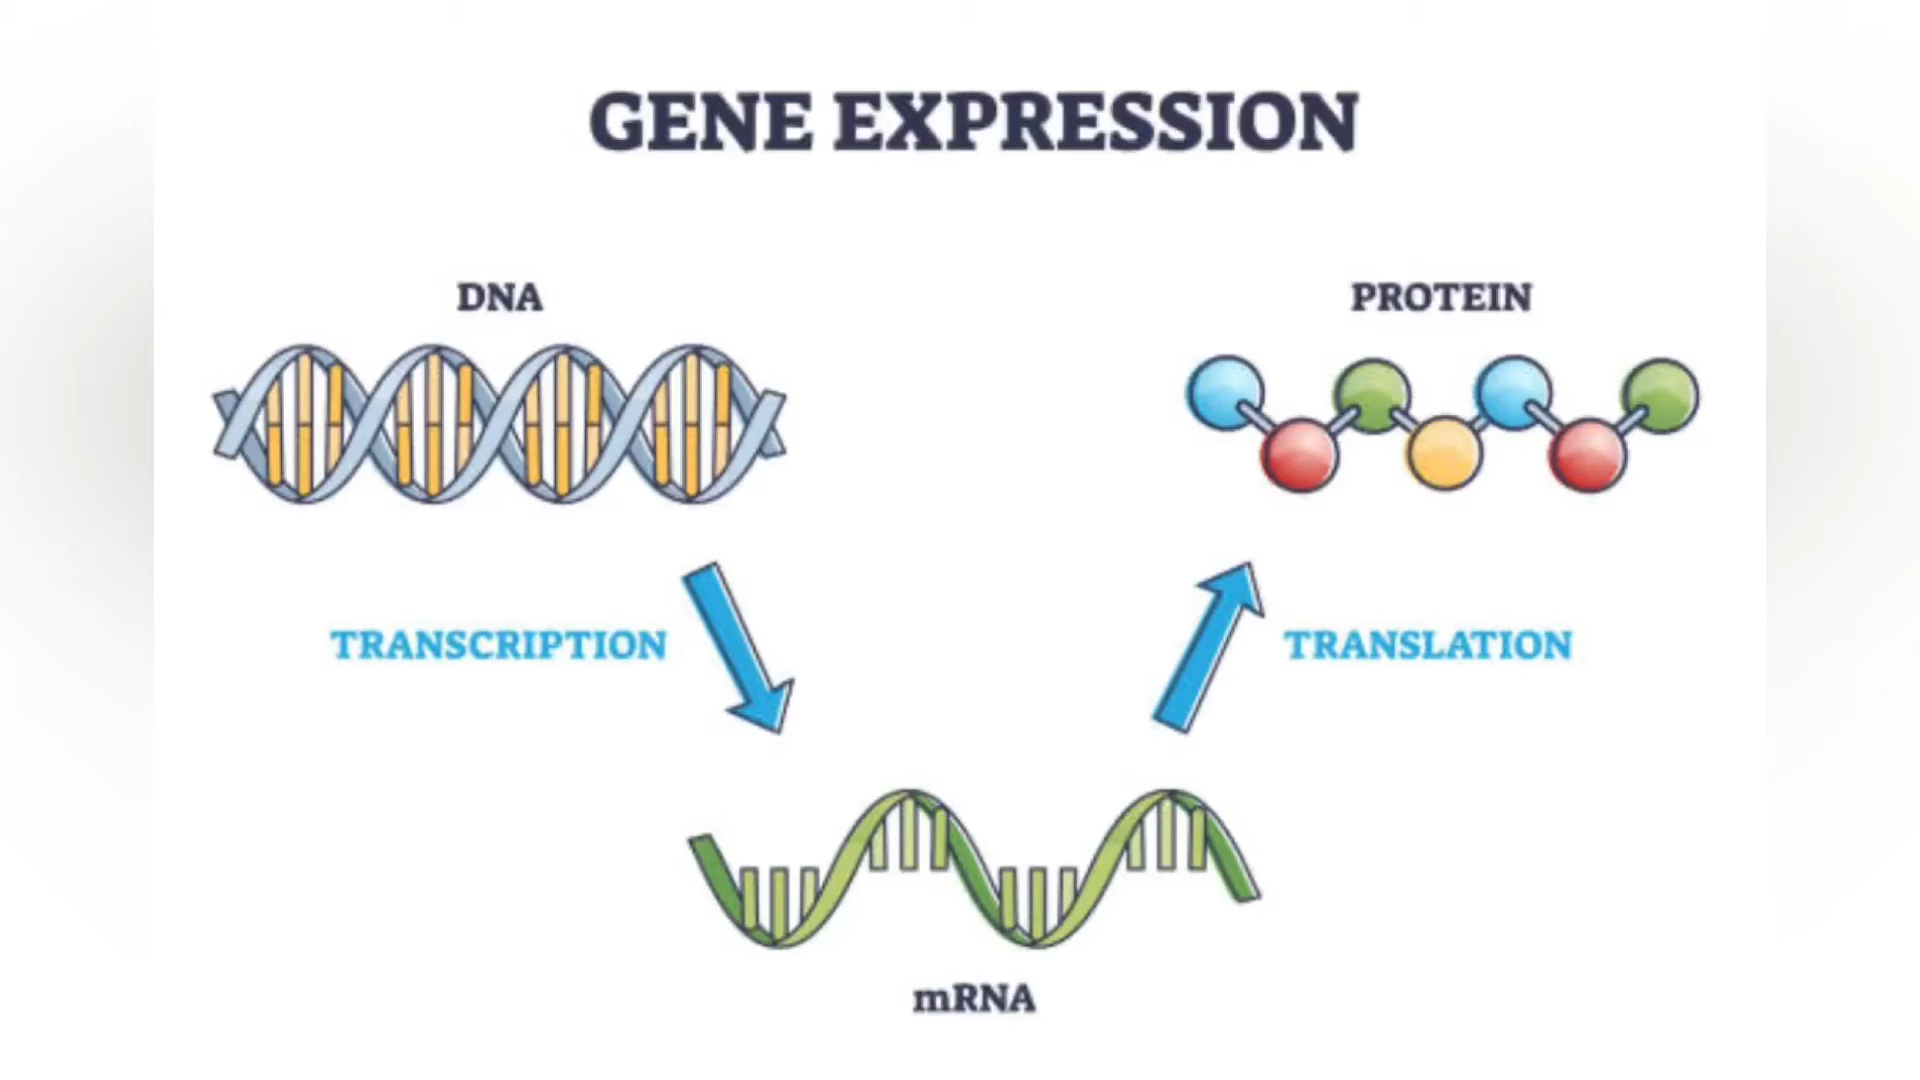 GENE EXPRESSION
DNA
PROTEIN
TRANSCRIPTION
TRANSLATION
mRNA